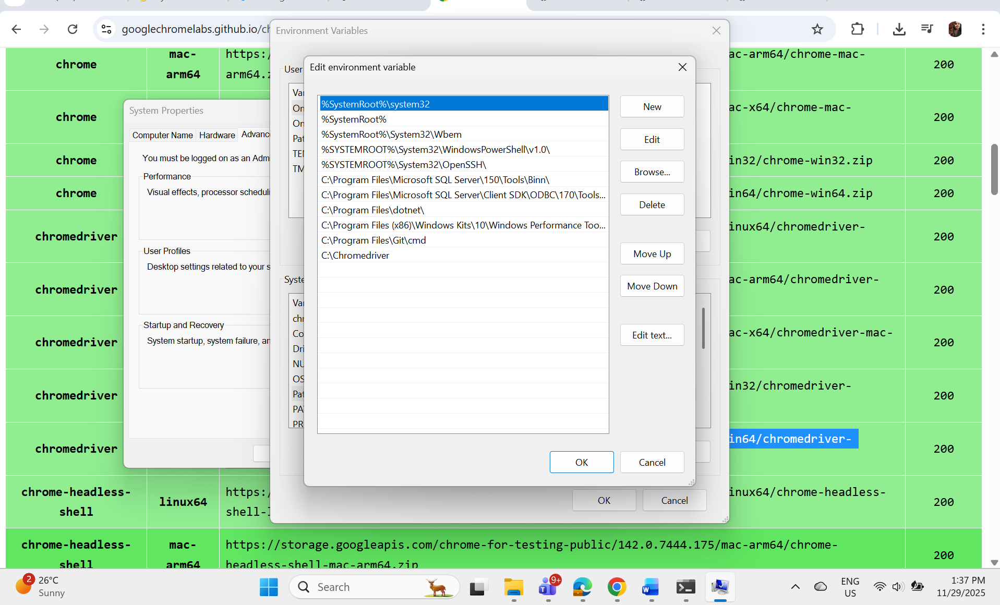 googlechromelabs.github.io/ch
Environment Variables
chrome
mac-
arm64
https:/
arm64.z
ac-arm64/chrome-mac-
200
Edit environment variable
User
Var
On
On
Pat
TEM
TM
System Properties
Computer Name
Hardware
Advanc
You must be logged on as an Adm
Performance
Visual effects, processor scheduli
User Profiles
Desktop settings related to your s
Startup and Recovery
System startup, system failure, an
%SystemRoot%\system32
%SystemRoot%
%SystemRoot%\System32\Wbem
%SYSTEMROOT%\System32\WindowsPowerShell\v1.0\
%SYSTEMROOT%\System32\OpenSSH\
C:\Program Files\Microsoft SQL Server\150\Tools\Binn\
C:\Program Files\Microsoft SQL Server\Client SDK\ODBC\170\Tools...
C:\Program Files\dotnet\
C:\Program Files (x86)\Windows Kits\10\Windows Performance Too...
C:\Program Files\Git\cmd
C:\Chromedriver
New
Edit
Browse...
Delete
Move Up
Move Down
Edit text...
OK
Cancel
Syste
Var
chr
Co
Dri
NU
OS
Pat
PA
PR
OK
Cancel
chrome
ac-x64/chrome-mac-
200
chrome
in32/chrome-win32.zip
200
chrome
in64/chrome-win64.zip
200
chromedriver
inux64/chromedriver-
200
chromedriver
ac-arm64/chromedriver-
200
chromedriver
ac-x64/chromedriver-mac-
200
chromedriver
in32/chromedriver-
200
chromedriver
in64/chromedriver-
200
chrome-headless-
shell
linux64
https:/
shell-l
inux64/chrome-headless-
200
chrome-headless-
shell
mac-
arm64
https://storage.googleapis.com/chrome-for-testing-public/142.0.7444.175/mac-arm64/chrome-
headless-shell-mac-arm64.zip
200
2
26°C
Sunny
Search
9+
ENG
US
1:37 PM
11/29/2025